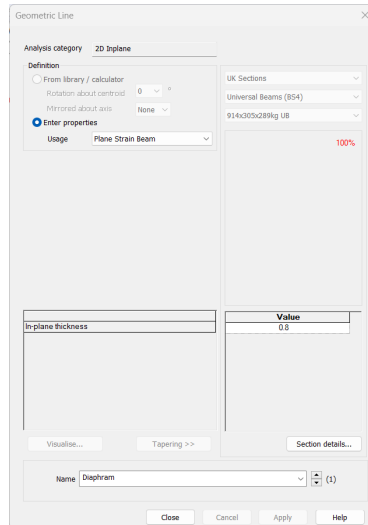 Geometric Line
Analysis category 2D Inplane
Definition
From library / calculator
Rotation about centroid 0 °
Mirrored about axis None
Enter properties
Usage Plane Strain Beam
UK Sections
Universal Beams (BS4)
914x305x289kg UB
100%
Value
In-plane thickness 0.8
Visualise... Tapering >> Section details...
Name Diaphram (1)
Close Cancel Apply Help